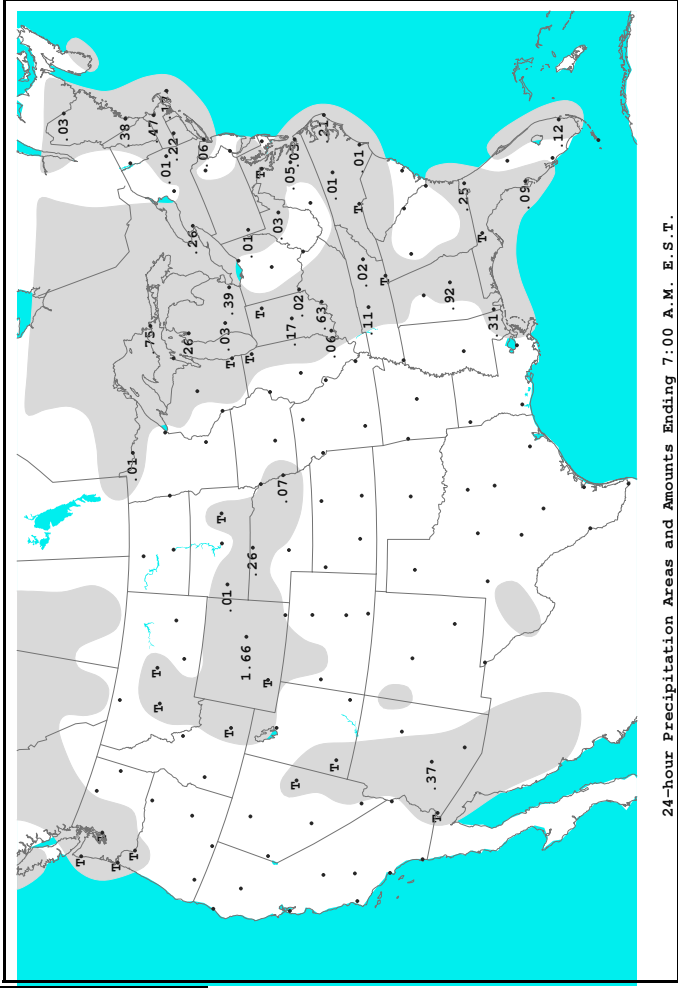 .03
T
T
T
.38
.01
T
.75
.47
T
T
.17
.01
.22
.26
.26
.06
T
.03
.01
.39
T
T
1.66
.01
T
.26
T
T
T
.03
.07
.05
.17
.03
T
.02
.63
.21
.06
.01
T
.01
T
.02
.11
T
.37
T
.92
.25
T
.31
.09
.12
24-hour Precipitation Areas and Amounts Ending 7:00 A.M. E.S.T.